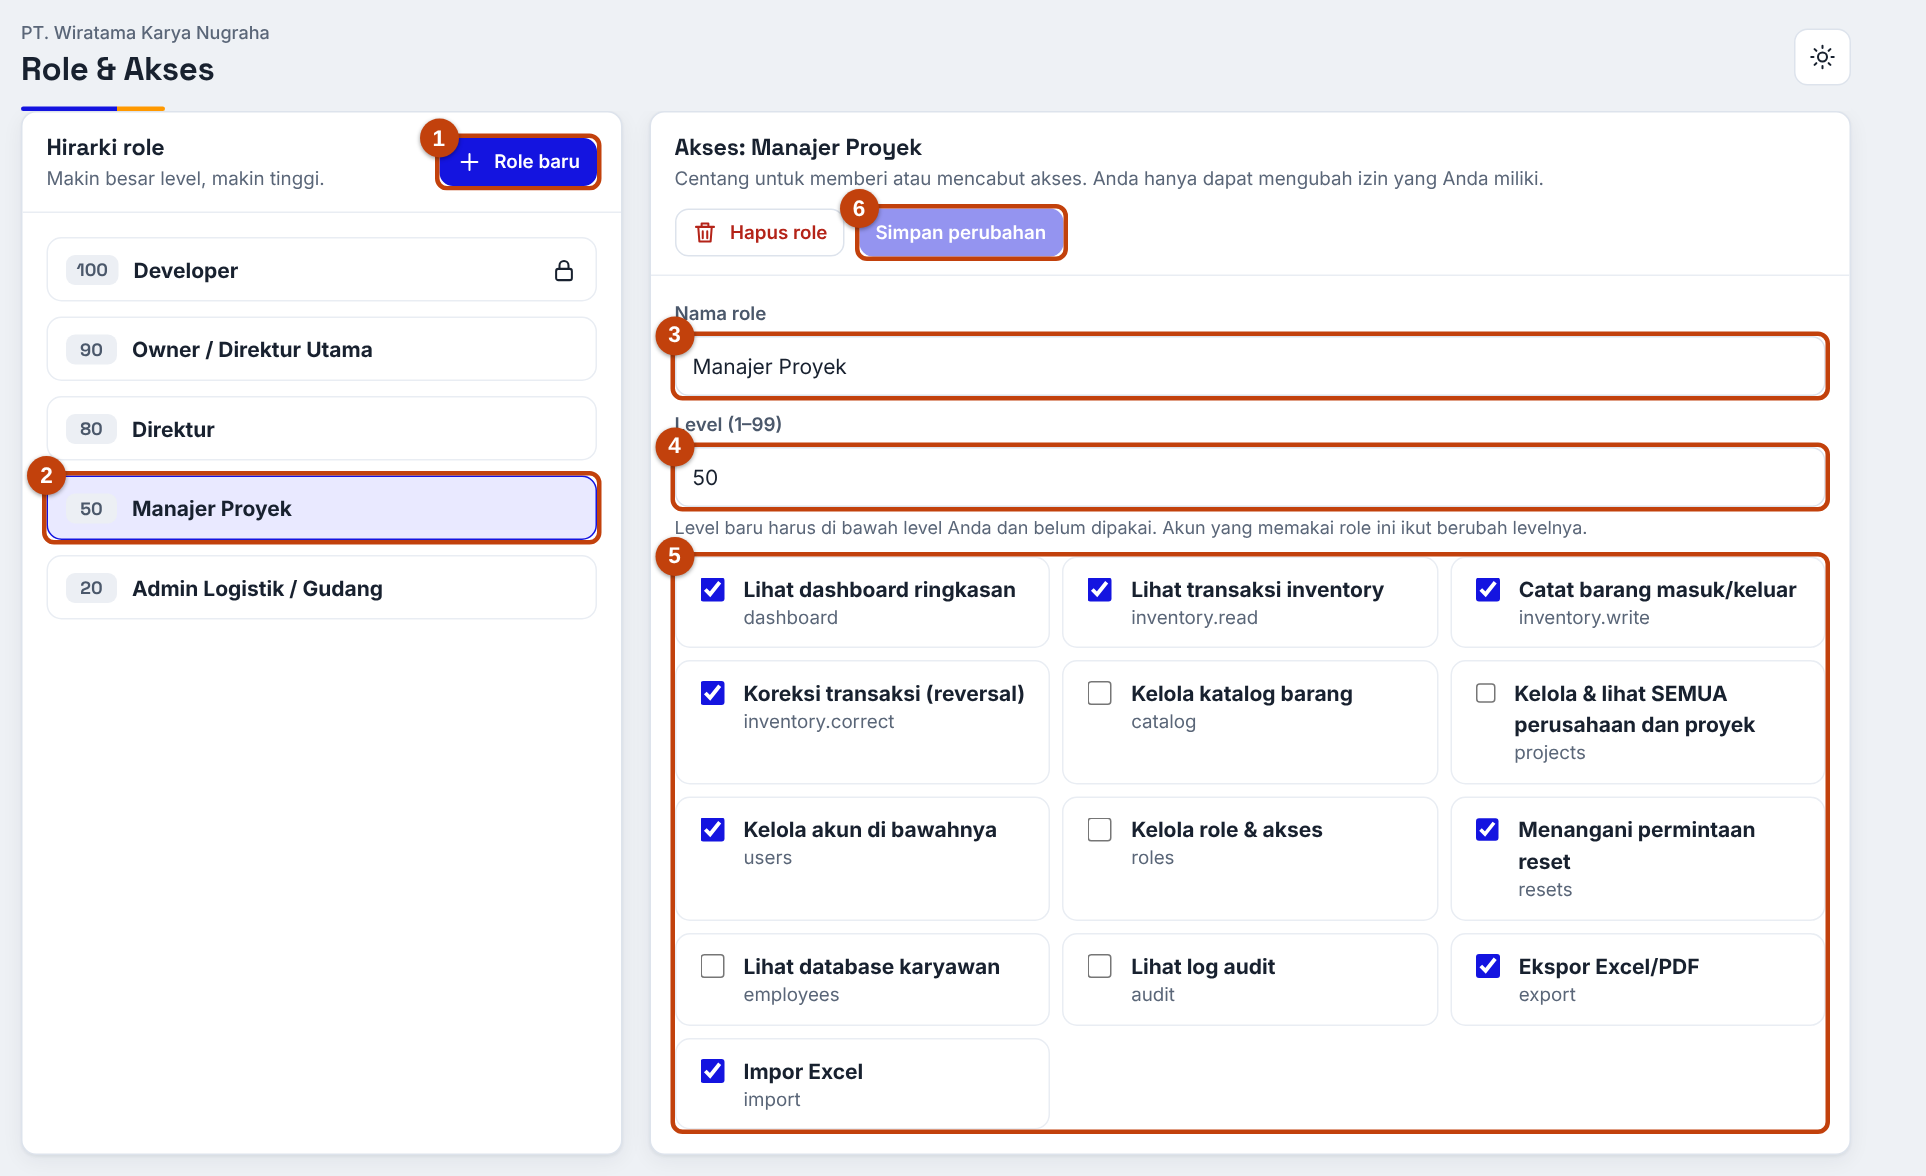 PT. Wiratama Karya Nugraha
Role & Akses
Hirarki role
Makin besar level, makin tinggi.
1
+ Role baru
100 Developer
90 Owner / Direktur Utama
80 Direktur
2
50 Manajer Proyek
20 Admin Logistik / Gudang
Akses: Manajer Proyek
Centang untuk memberi atau mencabut akses. Anda hanya dapat mengubah izin yang Anda miliki.
Hapus role
6
Simpan perubahan
Nama role
3
Manajer Proyek
Level (1–99)
4
50
Level baru harus di bawah level Anda dan belum dipakai. Akun yang memakai role ini ikut berubah levelnya.
5
Lihat dashboard ringkasan
dashboard
Lihat transaksi inventory
inventory.read
Catat barang masuk/keluar
inventory.write
Koreksi transaksi (reversal)
inventory.correct
Kelola katalog barang
catalog
Kelola & lihat SEMUA
perusahaan dan proyek
projects
Kelola akun di bawahnya
users
Kelola role & akses
roles
Menangani permintaan
reset
resets
Lihat database karyawan
employees
Lihat log audit
audit
Ekspor Excel/PDF
export
Impor Excel
import